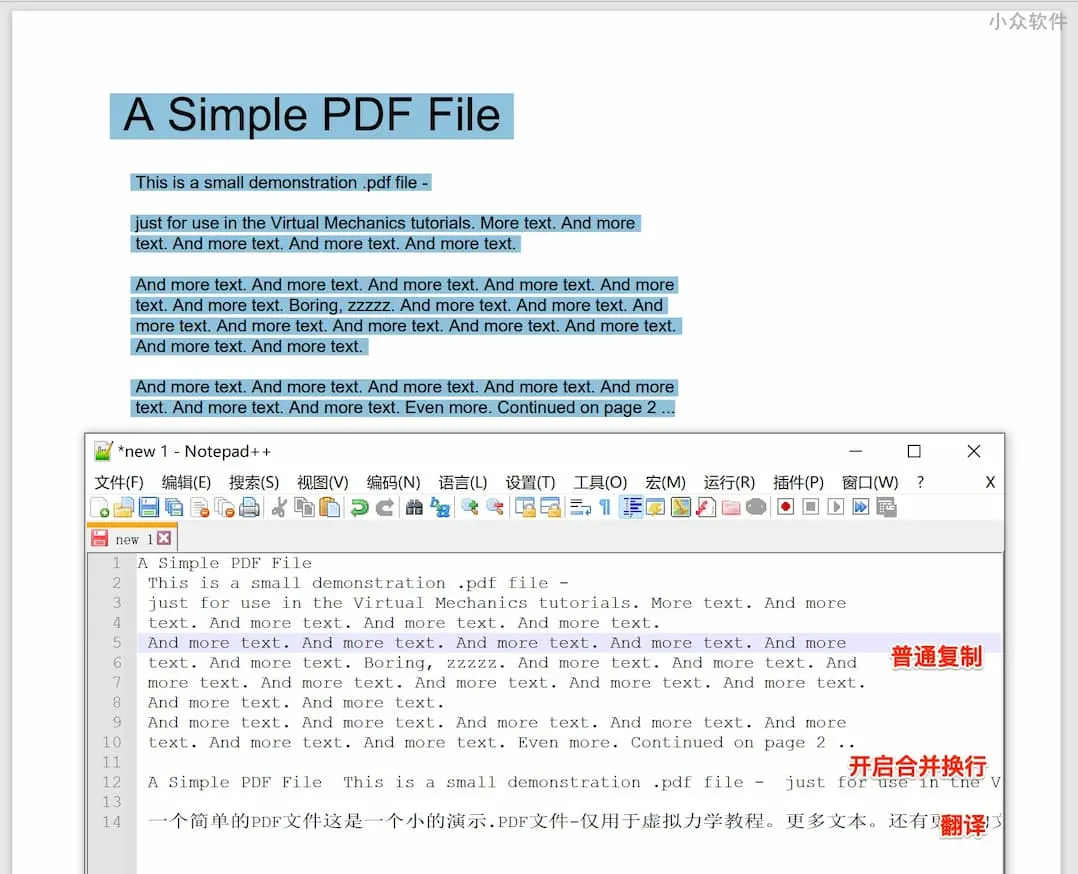 小众软件
A Simple PDF File
This is a small demonstration .pdf file -
just for use in the Virtual Mechanics tutorials. More text. And more
text. And more text. And more text. And more text.
And more text. And more text. And more text. And more text. And more
text. And more text. Boring, zzzzz. And more text. And more text. And
more text. And more text. And more text. And more text. And more text.
And more text. And more text.
And more text. And more text. And more text. And more text. And more
text. And more text. And more text. Even more. Continued on page 2 ...
*new 1 - Notepad++
文件(F) 编辑(E) 搜索(S) 视图(V) 编码(N) 语言(L) 设置(T) 工具(O) 宏(M) 运行(R) 插件(P) 窗口(W) ? X
new 1
1 A Simple PDF File
2 This is a small demonstration .pdf file -
3 just for use in the Virtual Mechanics tutorials. More text. And more
4 text. And more text. And more text. And more text.
5 And more text. And more text. And more text. And more text. And more
6 text. And more text. Boring, zzzzz. And more text. And more text. And
普通复制
7 more text. And more text. And more text. And more text. And more text.
8 And more text. And more text.
9 And more text. And more text. And more text. And more text. And more
10 text. And more text. And more text. Even more. Continued on page 2 ..
11
开启合并换行
12 A Simple PDF File This is a small demonstration .pdf file - just for use in the V
13
14 一个简单的PDF文件这是一个小的演示.PDF文件-仅用于虚拟力学教程。更多文本。还有更
翻译